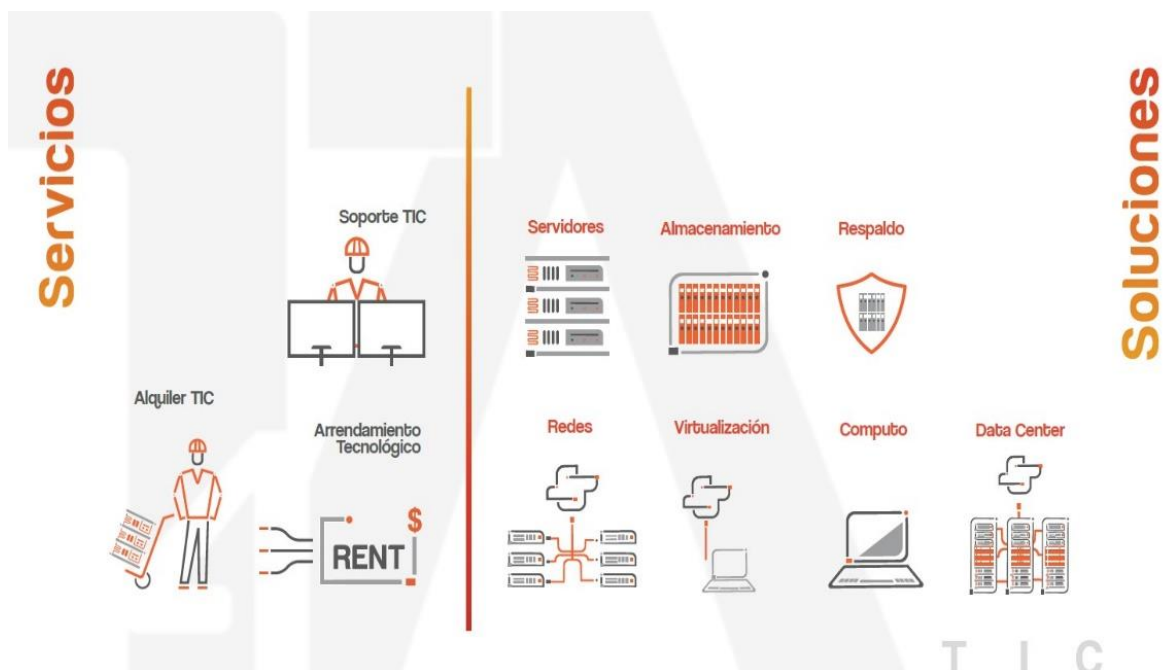 Servicios
Soporte TIC
Alquiler TIC
Arrendamiento
Tecnológico
$
RENT
Servidores
Almacenamiento
Respaldo
Redes
Virtualización
Computo
Data Center
Soluciones
T I C